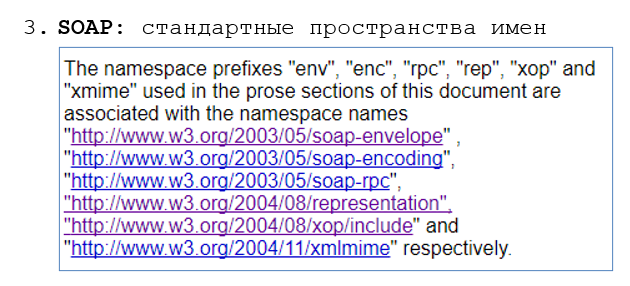 3. SOAP: стандартные пространства имен
The namespace prefixes "env", "enc", "rpc", "rep", "xop" and
"xmime" used in the prose sections of this document are
associated with the namespace names
"http://www.w3.org/2003/05/soap-envelope" ,
"http://www.w3.org/2003/05/soap-encoding",
"http://www.w3.org/2003/05/soap-rpc",
"http://www.w3.org/2004/08/representation",
"http://www.w3.org/2004/08/xop/include" and
"http://www.w3.org/2004/11/xmlmime" respectively.